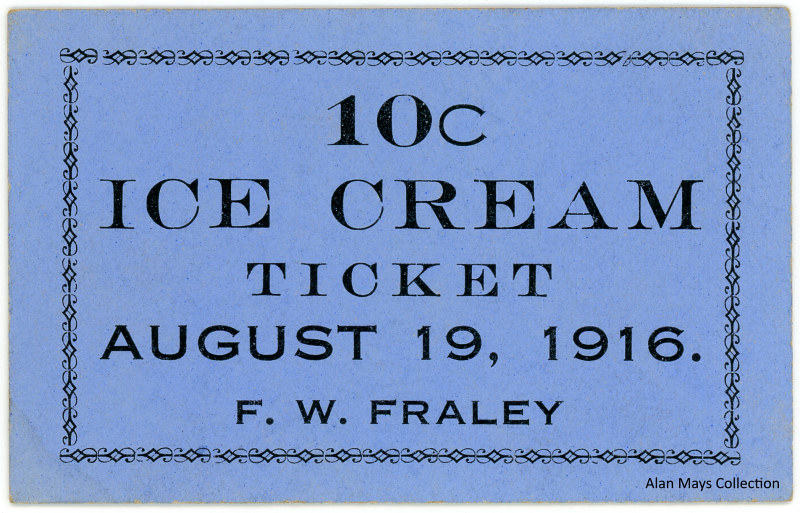 10C
ICE CREAM
TICKET
AUGUST 19, 1916.
F. W. FRALEY
Alan Mays Collection